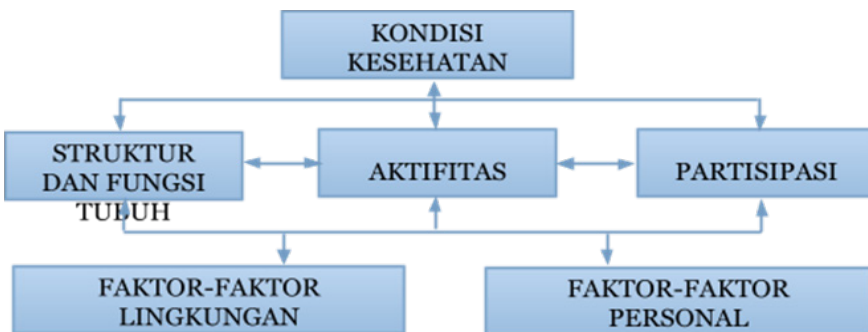 KONDISI
KESEHATAN
STRUKTUR
DAN FUNGSI
TUBUH
AKTIFITAS
PARTISIPASI
FAKTOR-FAKTOR
LINGKUNGAN
FAKTOR-FAKTOR
PERSONAL